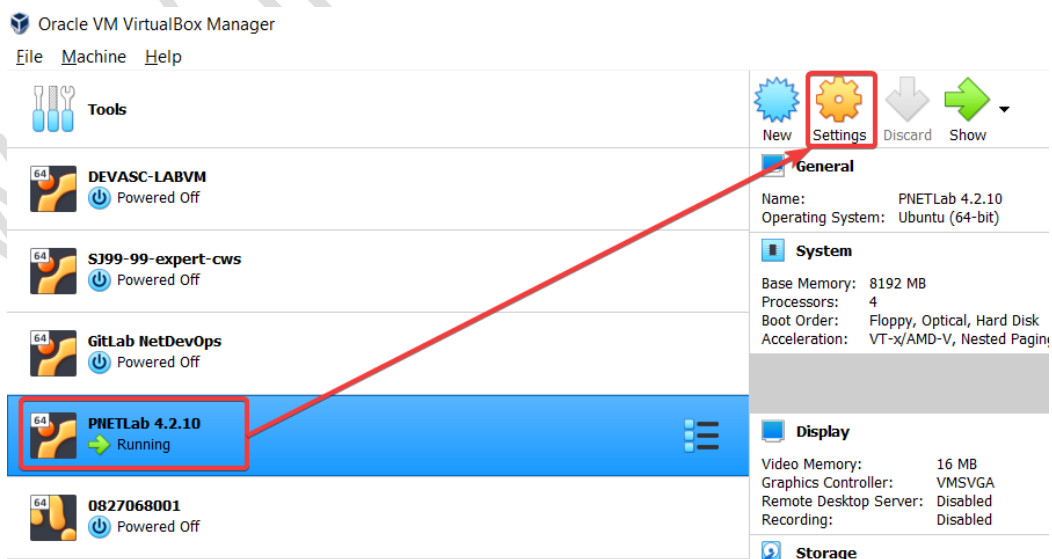 Oracle VM VirtualBox Manager
File Machine Help
Tools
New Settings Discard Show
64
DEVASC-LABVM
Powered Off
64
SJ99-99-expert-cws
Powered Off
64
GitLab NetDevOps
Powered Off
64
PNETLab 4.2.10
Running
64
0827068001
Powered Off
General
Name: PNETLab 4.2.10
Operating System: Ubuntu (64-bit)
System
Base Memory: 8192 MB
Processors: 4
Boot Order: Floppy, Optical, Hard Disk
Acceleration: VT-x/AMD-V, Nested Paging
Display
Video Memory: 16 MB
Graphics Controller: VMSVGA
Remote Desktop Server: Disabled
Recording: Disabled
Storage